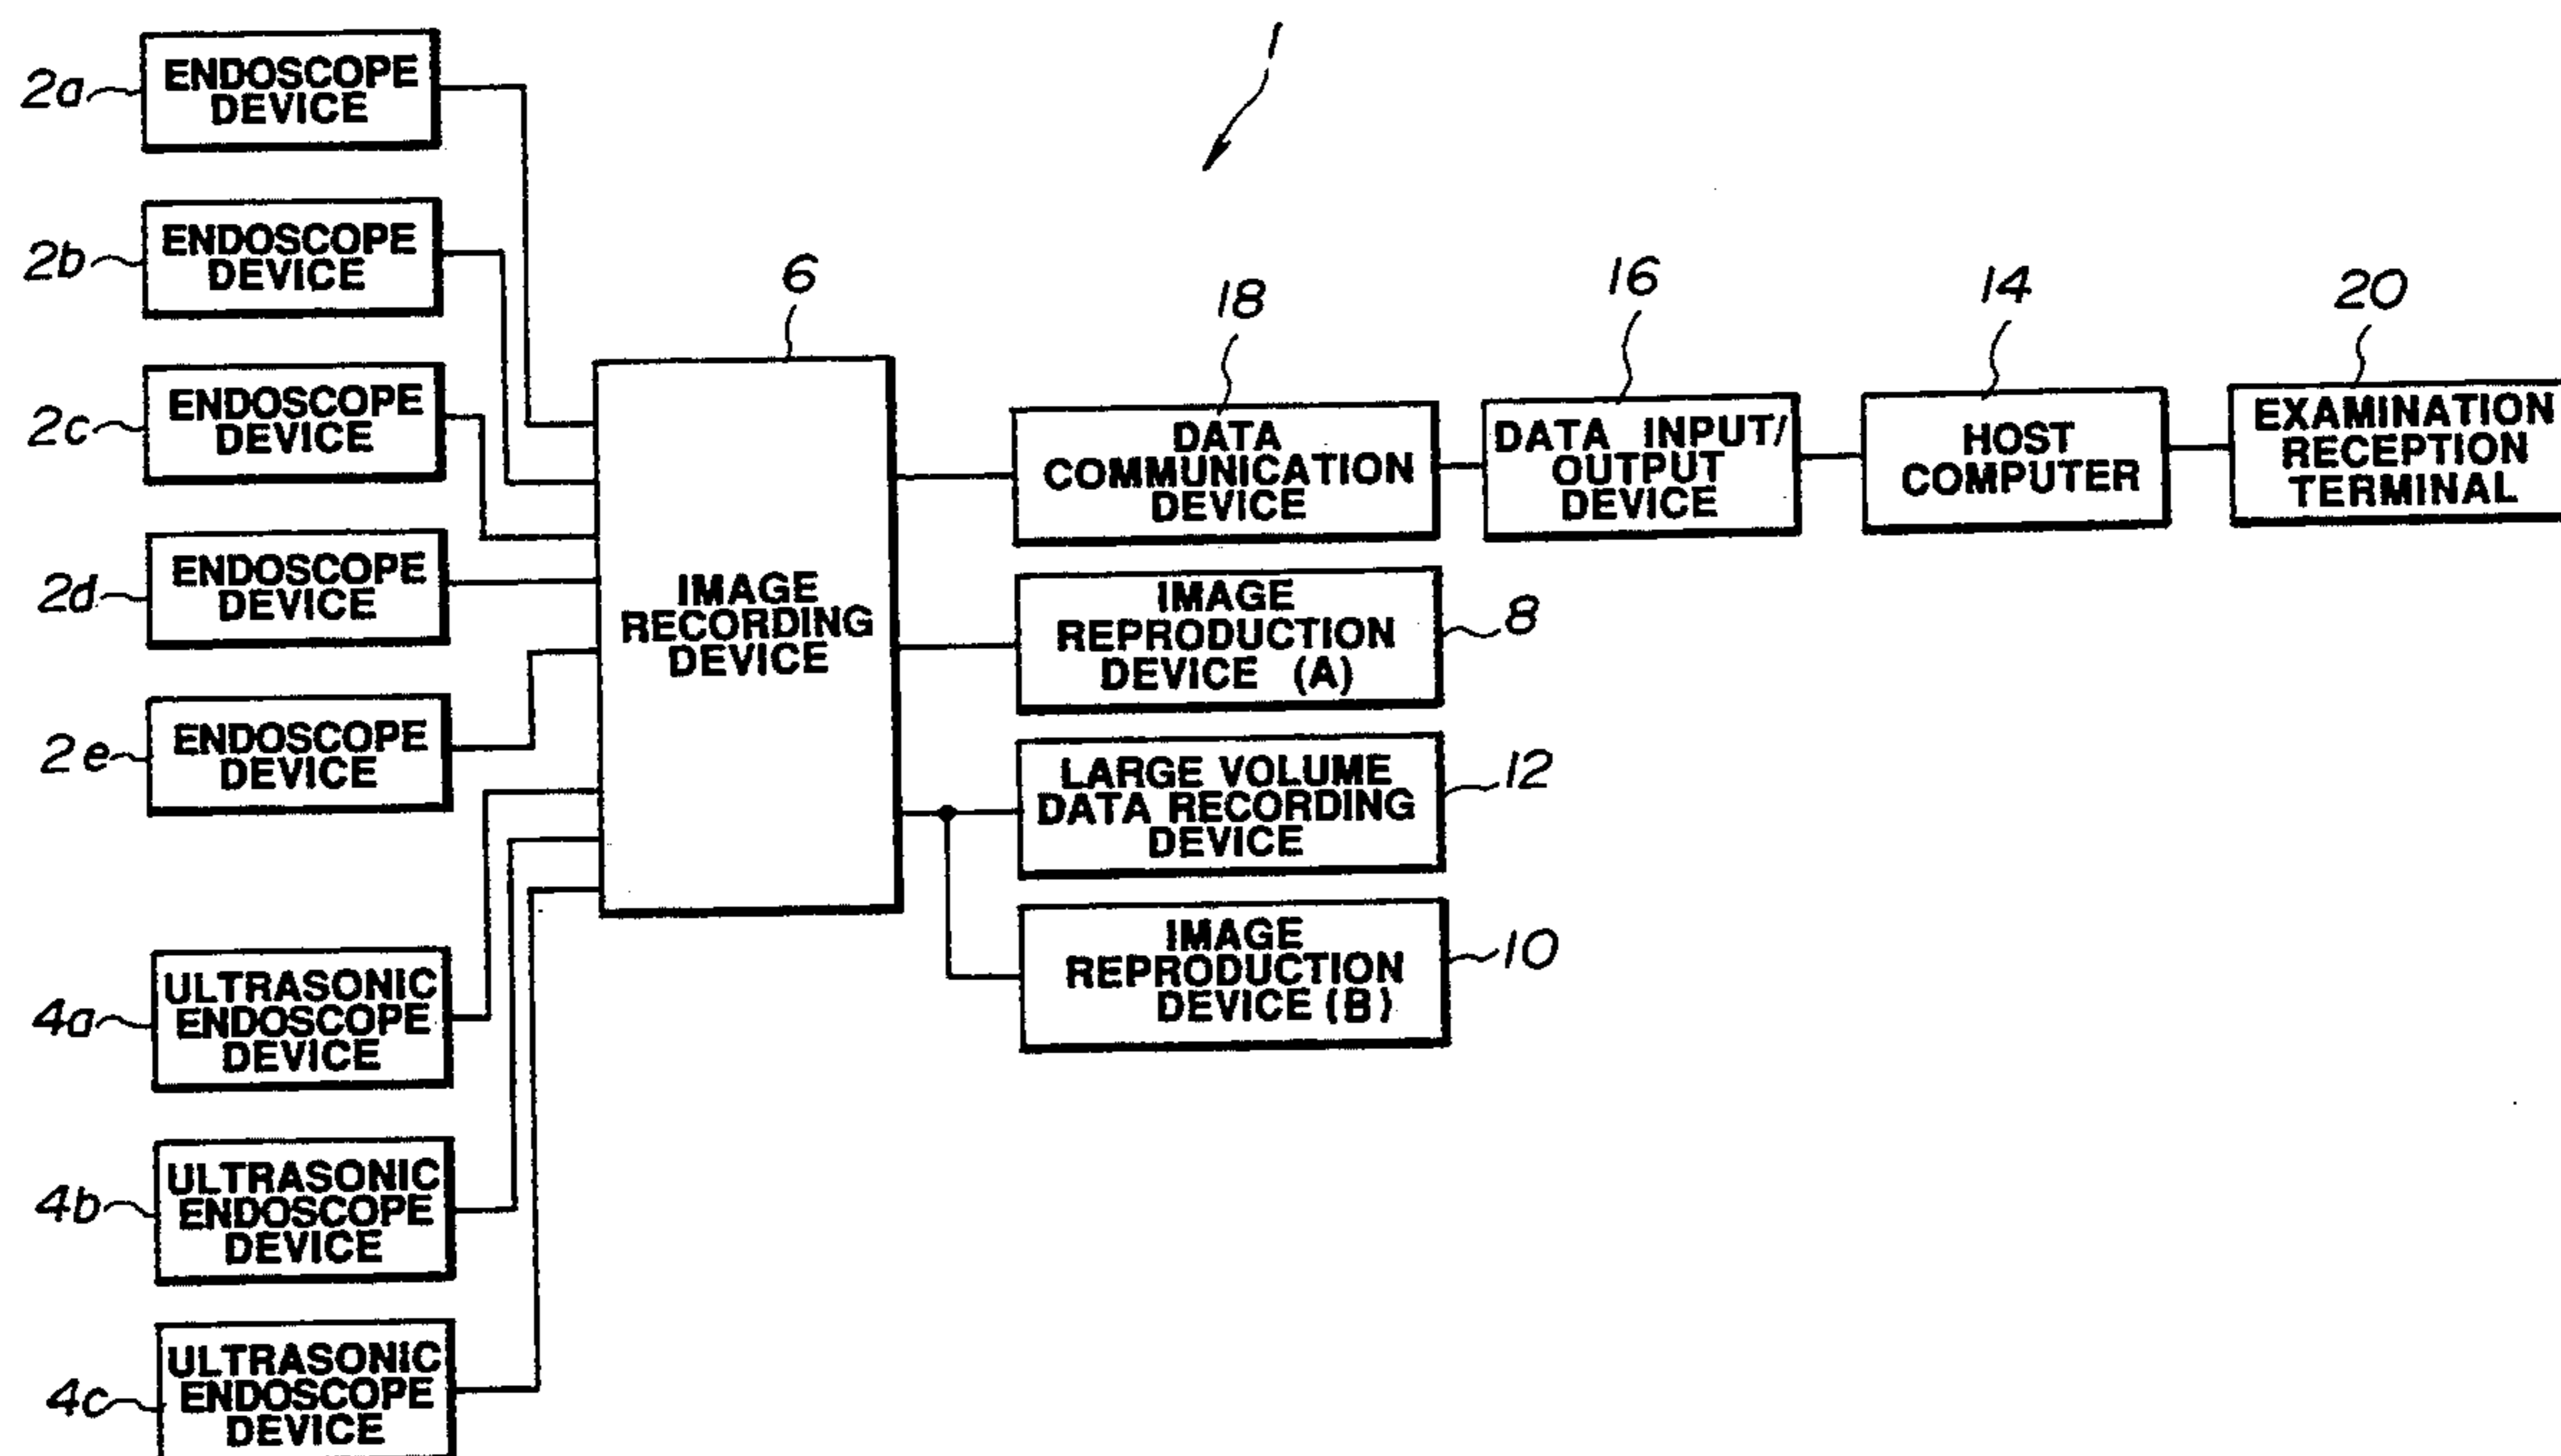 1
2a
ENDOSCOPE
DEVICE
2b
ENDOSCOPE
DEVICE
2c
ENDOSCOPE
DEVICE
2d
ENDOSCOPE
DEVICE
2e
ENDOSCOPE
DEVICE
4a
ULTRASONIC
ENDOSCOPE
DEVICE
4b
ULTRASONIC
ENDOSCOPE
DEVICE
4c
ULTRASONIC
ENDOSCOPE
DEVICE
6
IMAGE
RECORDING
DEVICE
18
DATA
COMMUNICATION
DEVICE
16
DATA INPUT/
OUTPUT
DEVICE
14
HOST
COMPUTER
20
EXAMINATION
RECEPTION
TERMINAL
IMAGE
REPRODUCTION
DEVICE (A)
8
LARGE VOLUME
DATA RECORDING
DEVICE
12
IMAGE
REPRODUCTION
DEVICE (B)
10